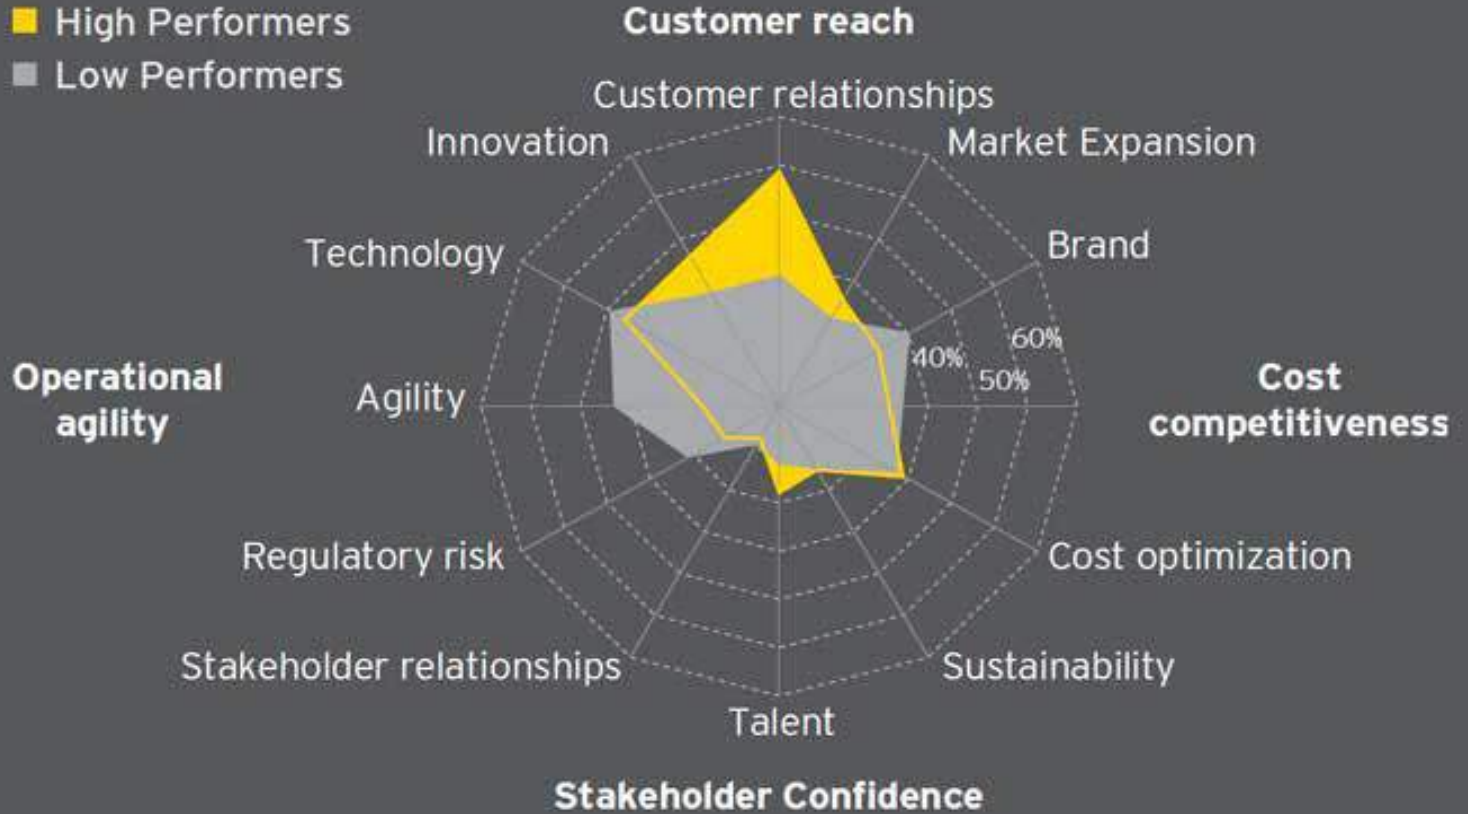 High Performers
Low Performers
Customer reach
Customer relationships
Innovation
Market Expansion
Technology
Brand
60%
40%
50%
Operational
agility
Agility
Cost
competitiveness
Regulatory risk
Cost optimization
Stakeholder relationships
Sustainability
Talent
Stakeholder Confidence